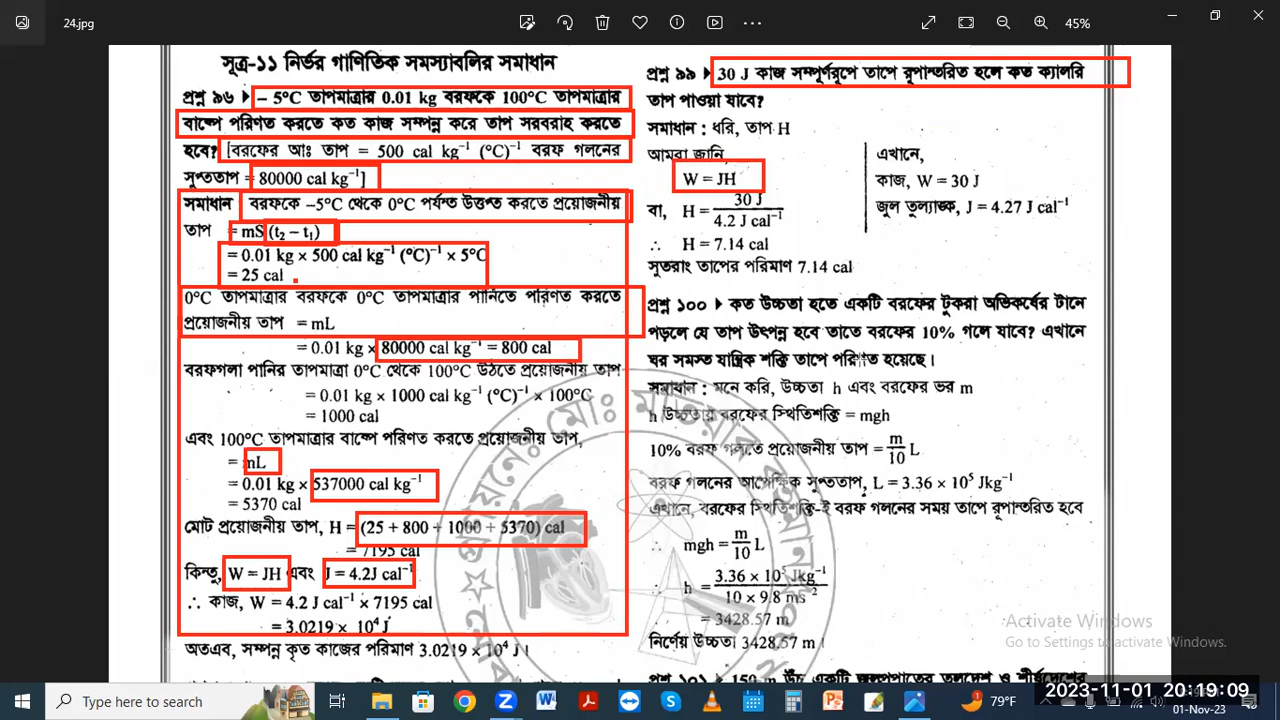 24.jpg
45%
সূত্র-১১ নির্ভর গাণিতিক সমস্যাবলির সমাধান
প্রশ্ন ৯৬ ▸ – 5°C তাপমাত্রার 0.01 kg বরফকে 100°C তাপমাত্রার
বাষ্পে পরিণত করতে কত কাজ সম্পন্ন করে তাপ সরবরাহ করতে
হবে? [বরফের আঃ তাপ = 500 cal kg⁻¹ (°C)⁻¹ বরফ গলনের
সুপ্ততাপ = 80000 cal kg⁻¹]
সমাধান : বরফকে –5°C থেকে 0°C পর্যন্ত উত্তপ্ত করতে প্রয়োজনীয়
তাপ = mS (t₂ – t₁)
= 0.01 kg × 500 cal kg⁻¹ (°C)⁻¹ × 5°C
= 25 cal
0°C তাপমাত্রার বরফকে 0°C তাপমাত্রার পানিতে পরিণত করতে
প্রয়োজনীয় তাপ = mL
= 0.01 kg × 80000 cal kg⁻¹ = 800 cal
বরফগলা পানির তাপমাত্রা 0°C থেকে 100°C উঠতে প্রয়োজনীয় তাপ
= 0.01 kg × 1000 cal kg⁻¹ (°C)⁻¹ × 100°C
= 1000 cal
এবং 100°C তাপমাত্রার বাষ্পে পরিণত করতে প্রয়োজনীয় তাপ,
= mL
= 0.01 kg × 537000 cal kg⁻¹
= 5370 cal
মোট প্রয়োজনীয় তাপ, H = (25 + 800 + 1000 + 5370) cal
= 7195 cal
কিন্তু, W = JH এবং J = 4.2J cal⁻¹
∴ কাজ, W = 4.2 J cal⁻¹ × 7195 cal
= 3.0219 × 10⁴ J
অতএব, সম্পন্ন কৃত কাজের পরিমাণ 3.0219 × 10⁴ J।
প্রশ্ন ৯৯ ▸ 30 J কাজ সম্পূর্ণরূপে তাপে রূপান্তরিত হলে কত ক্যালরি
তাপ পাওয়া যাবে?
সমাধান : ধরি, তাপ H
আমরা জানি,
W = JH
বা, H = 30 J / 4.2 J cal⁻¹
∴ H = 7.14 cal
এখানে,
কাজ, W = 30 J
জুল তুল্যাঙ্ক, J = 4.27 J cal⁻¹
সুতরাং তাপের পরিমাণ 7.14 cal
প্রশ্ন ১০০ ▸ কত উচ্চতা হতে একটি বরফের টুকরা অভিকর্ষের টানে
পড়লে যে তাপ উৎপন্ন হবে তাতে বরফের 10% গলে যাবে? এখানে
ধর সমস্ত যান্ত্রিক শক্তি তাপে পরিণত হয়েছে।
সমাধান : মনে করি, উচ্চতা h এবং বরফের ভর m
h উচ্চতায় বরফের স্থিতিশক্তি = mgh
10% বরফ গলতে প্রয়োজনীয় তাপ = m/10 L
বরফ গলনের আপেক্ষিক সুপ্ততাপ, L = 3.36 × 10⁵ Jkg⁻¹
এখানে, বরফের স্থিতিশক্তি-ই বরফ গলনের সময় তাপে রূপান্তরিত হবে
∴ mgh = m/10 L
∴ h = 3.36 × 10⁵ Jkg⁻¹ / 10 × 9.8 ms⁻²
= 3428.57 m
নির্ণেয় উচ্চতা 3428.57 m।
প্রশ্ন ১০১ ▸ 150 m উঁচু একটি জলপ্রপাতের তলদেশ ও শীর্ষদেশের
Activate Windows
Go to Settings to activate Windows.
Type here to search
79°F
2023-11-01 20:19:09
01-Nov-23